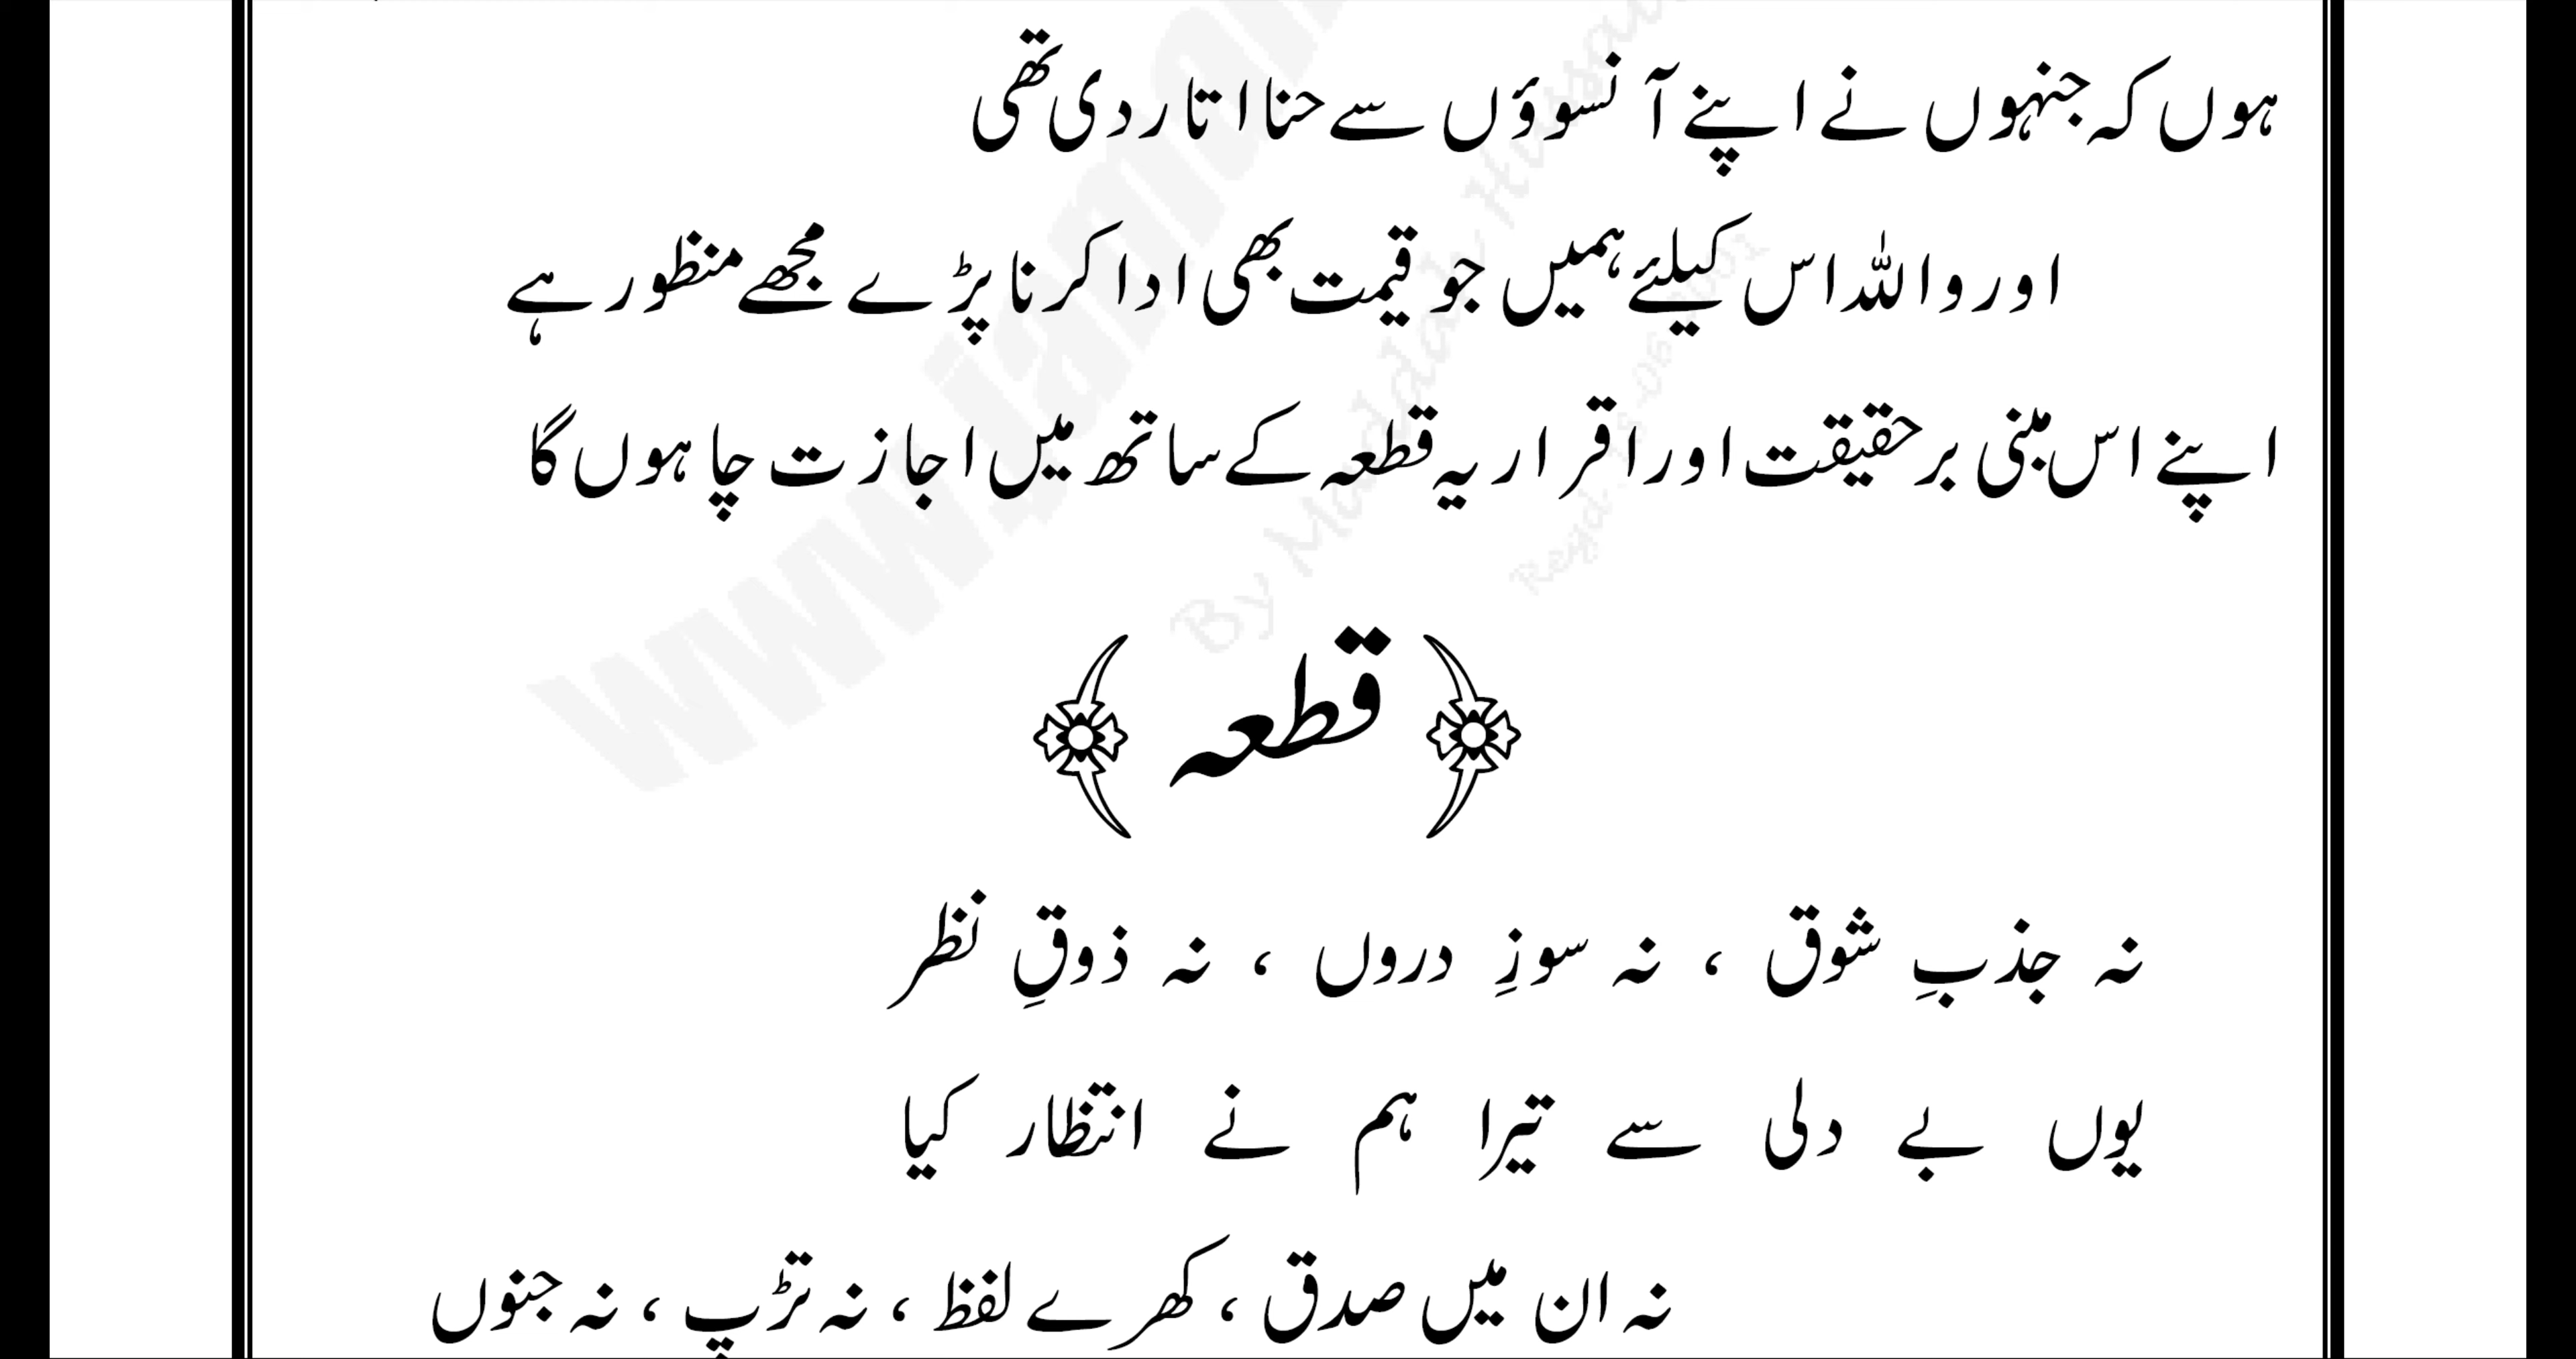 ہوں کہ جنہوں نے اپنے آنسوؤں سے حنا اتار دی تھی
اور واللہ اس کیلئے ہمیں جو قیمت بھی ادا کرنا پڑے مجھے منظور ہے
اپنے اس مبنی بر حقیقت اور اقراریہ قطعہ کے ساتھ میں اجازت چاہوں گا
﴿ قطعہ ﴾
نہ جذبِ شوق ، نہ سوزِ دروں ، نہ ذوقِ نظر
یوں بے دلی سے تیرا ہم نے انتظار کیا
نہ ان میں صدق ، کھرے لفظ ، نہ تڑپ ، نہ جنوں